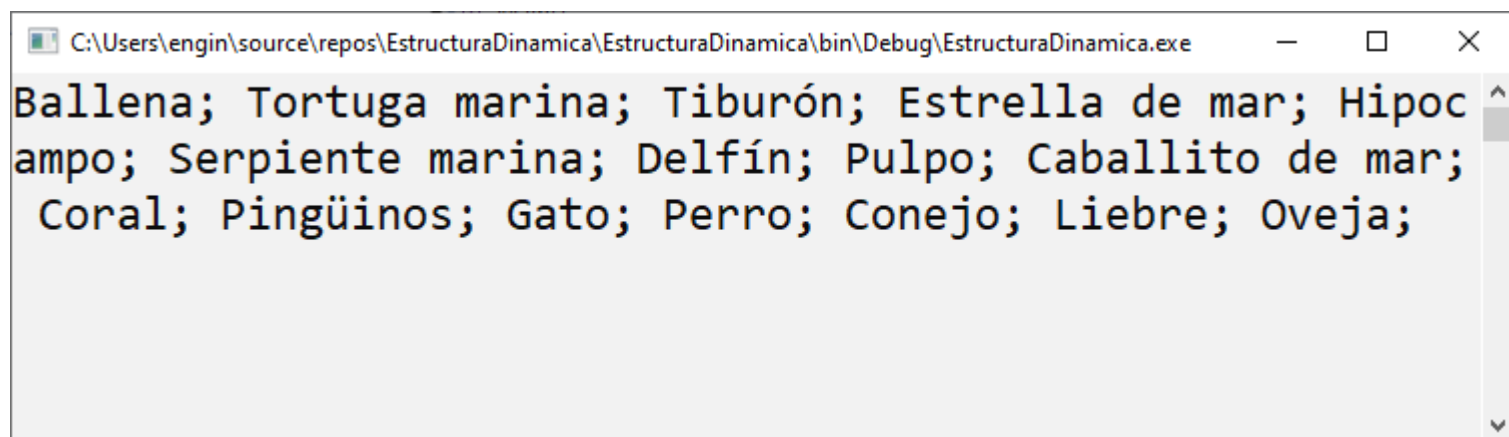 C:\Users\engin\source\repos\EstructuraDinamica\EstructuraDinamica\bin\Debug\EstructuraDinamica.exe
Ballena; Tortuga marina; Tiburón; Estrella de mar; Hipoc
ampo; Serpiente marina; Delfín; Pulpo; Caballito de mar;
Coral; Pingüinos; Gato; Perro; Conejo; Liebre; Oveja;